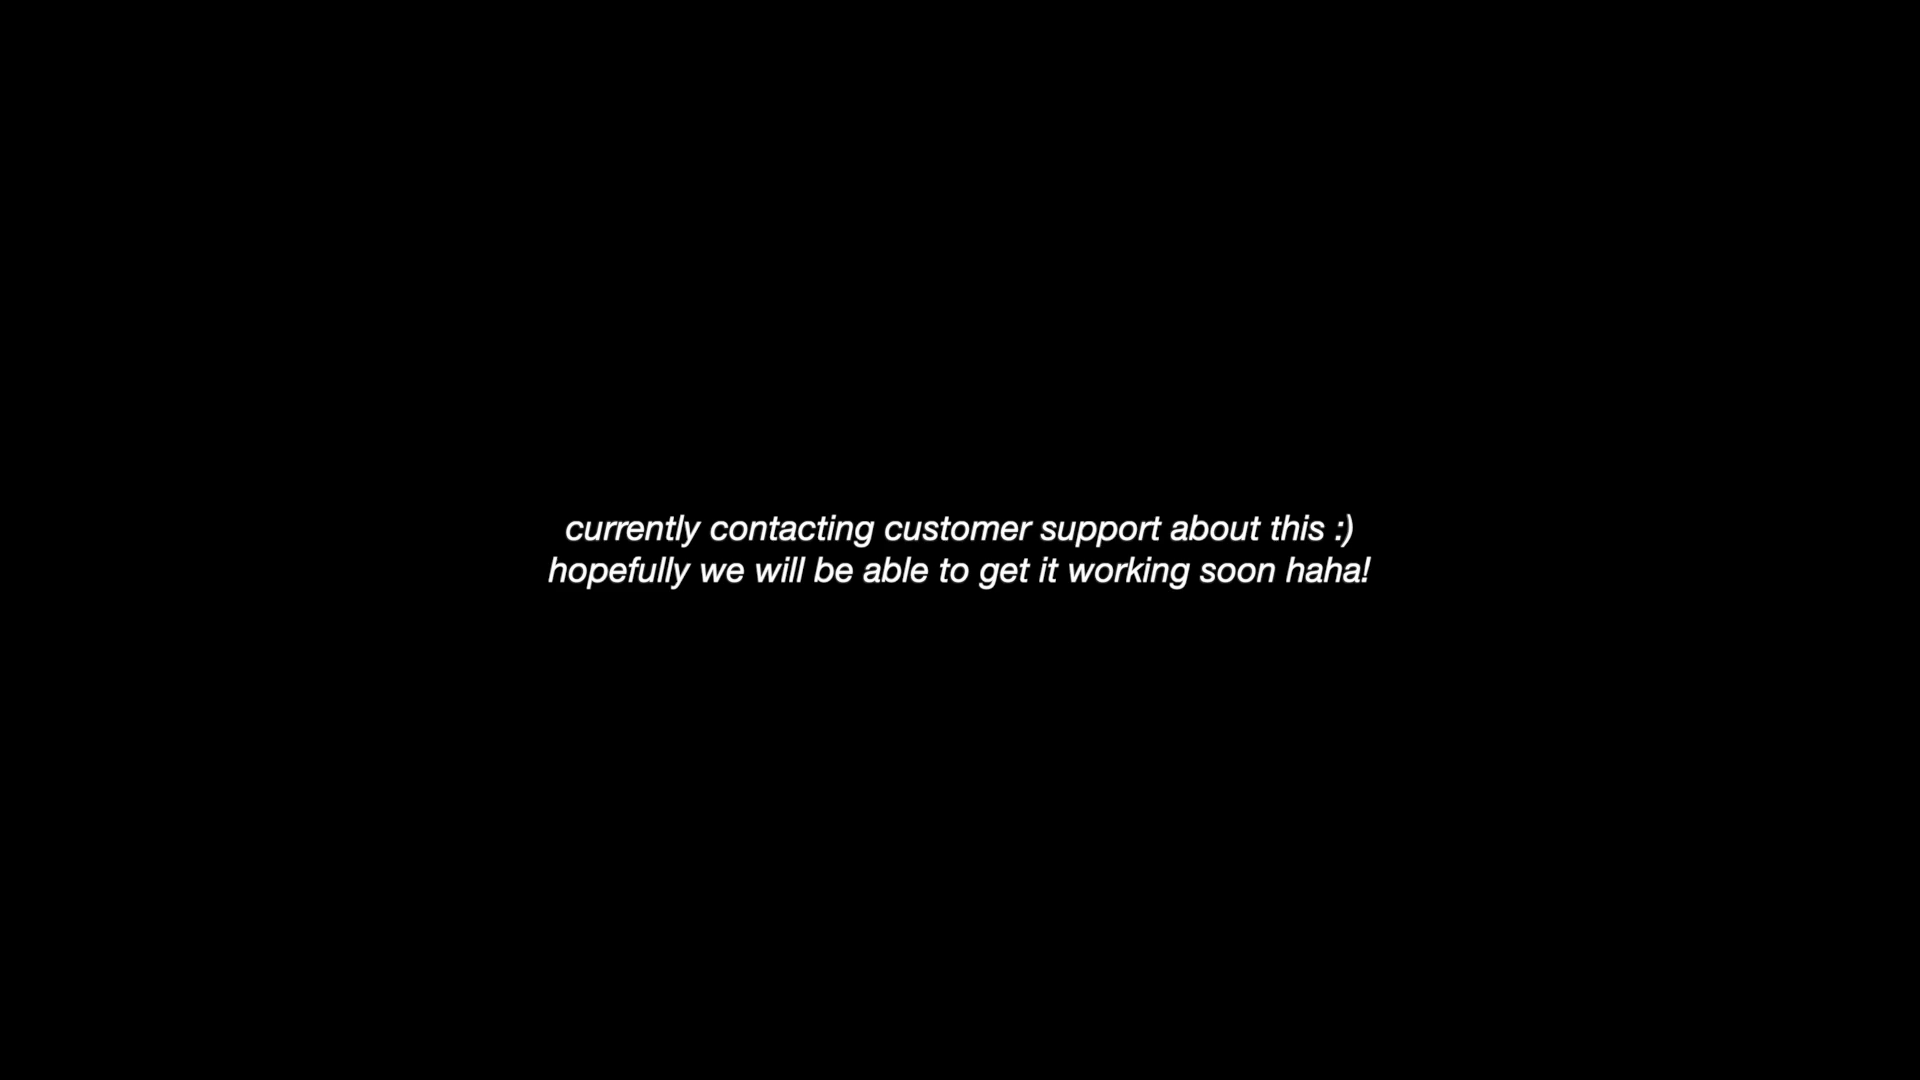 currently contacting customer support about this :)
hopefully we will be able to get it working soon haha!